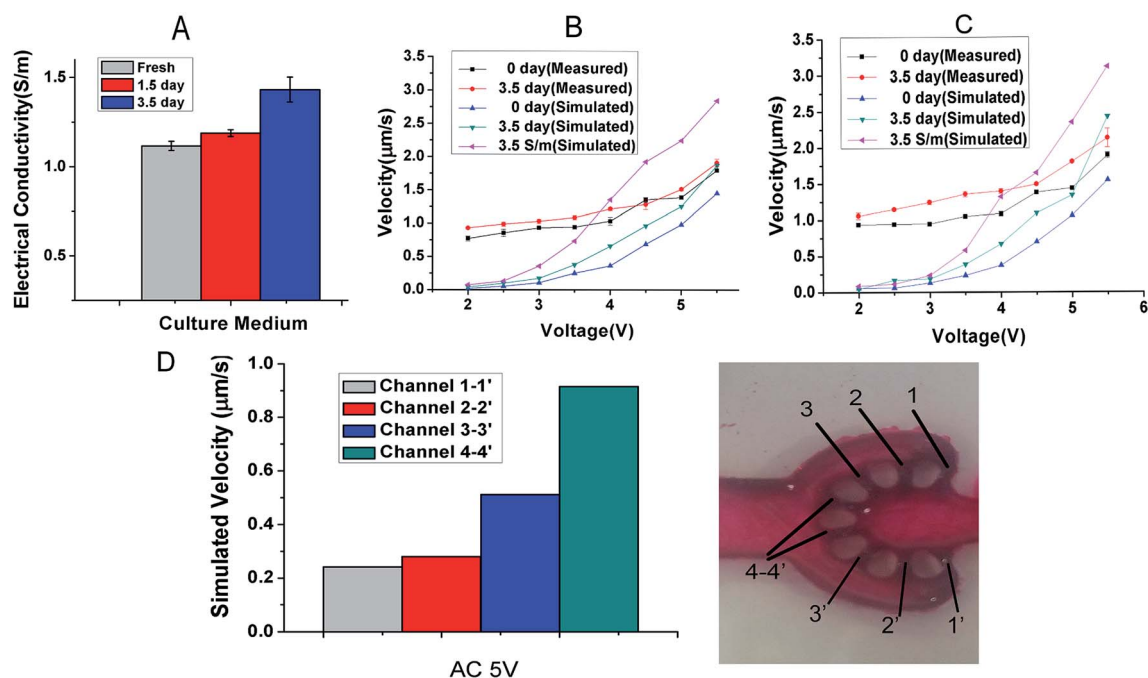 A
Electrical Conductivity(S/m)
1.5
1.0
0.5
Fresh
1.5 day
3.5 day
Culture Medium
B
Velocity(μm/s)
3.5
3.0
2.5
2.0
1.5
1.0
0.5
0.0
0 day(Measured)
3.5 day(Measured)
0 day(Simulated)
3.5 day(Simulated)
3.5 S/m(Simulated)
2 3 4 5
Voltage(V)
C
Velocity(μm/s)
3.5
3.0
2.5
2.0
1.5
1.0
0.5
0.0
0 day(Measured)
3.5 day(Measured)
0 day(Simulated)
3.5 day(Simulated)
3.5 S/m(Simulated)
2 3 4 5 6
Voltage(V)
D
Simulated Velocity (μm/s)
1.0
0.8
0.6
0.4
0.2
0.0
Channel 1-1'
Channel 2-2'
Channel 3-3'
Channel 4-4'
AC 5V
3 2 1
4-4'
3' 2' 1'